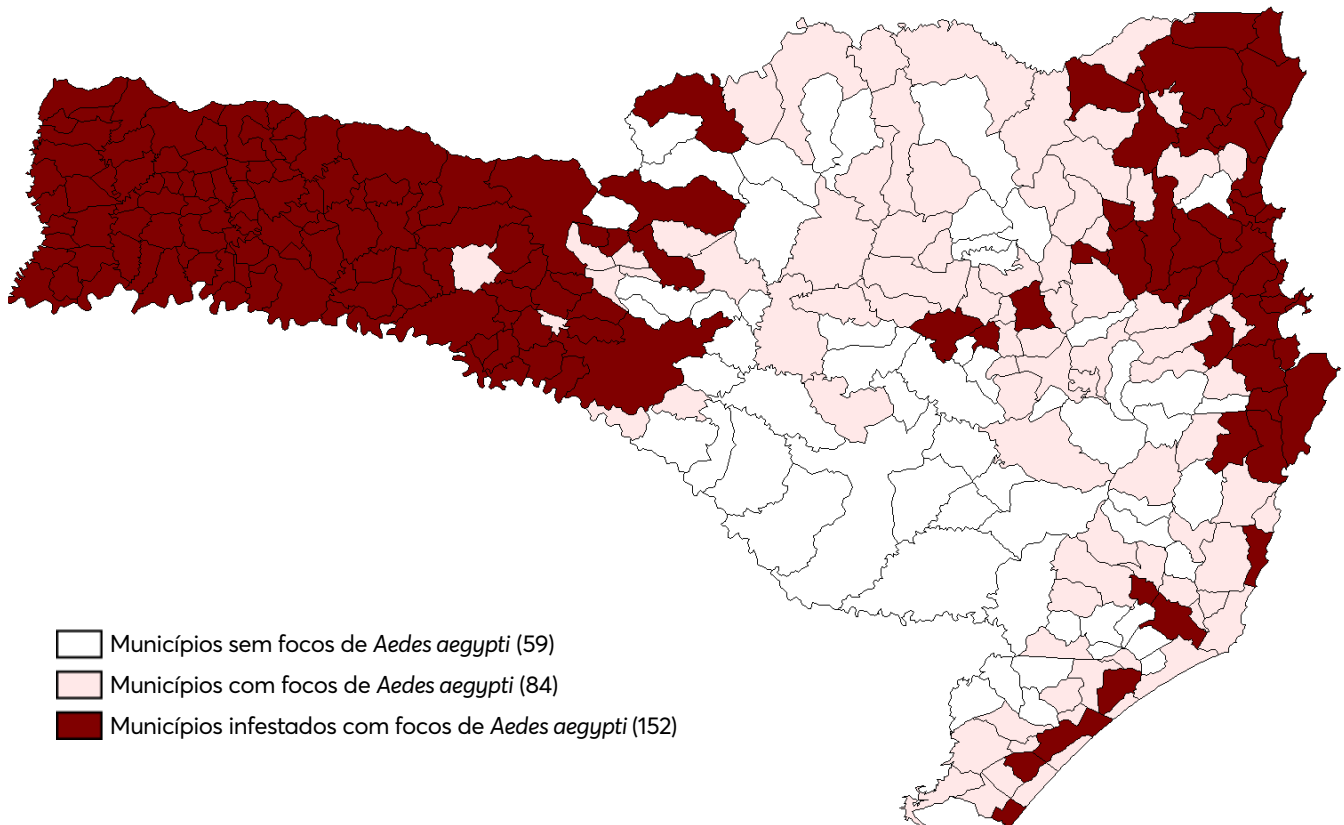 Municípios sem focos de Aedes aegypti (59)
Municípios com focos de Aedes aegypti (84)
Municípios infestados com focos de Aedes aegypti (152)